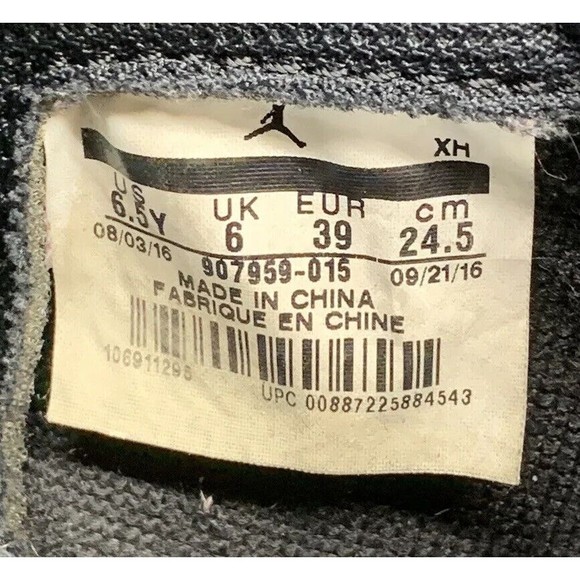 XH
US UK EUR cm
6.5Y 6 39 24.5
08/03/16 907959-015 09/21/16
MADE IN CHINA
FABRIQUE EN CHINE
106911296
UPC 00887225884543